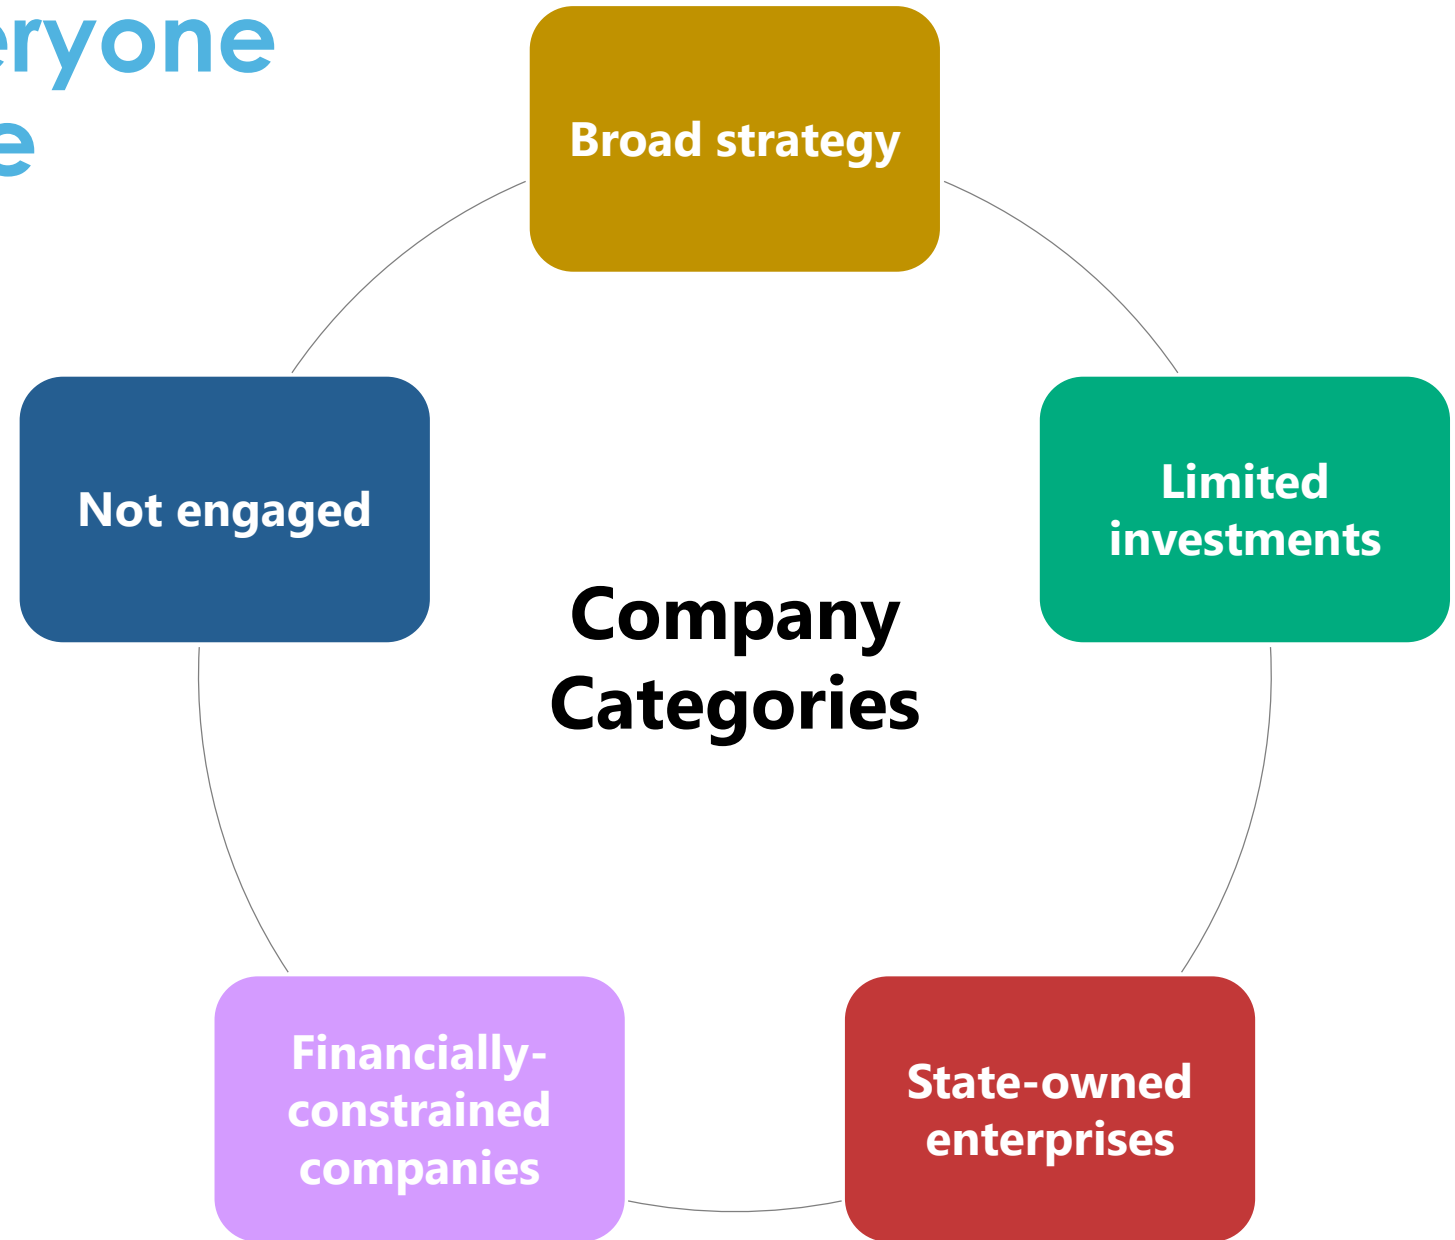 Broad strategy
Not engaged
Limited
investments
Company
Categories
Financially-
constrained
companies
State-owned
enterprises